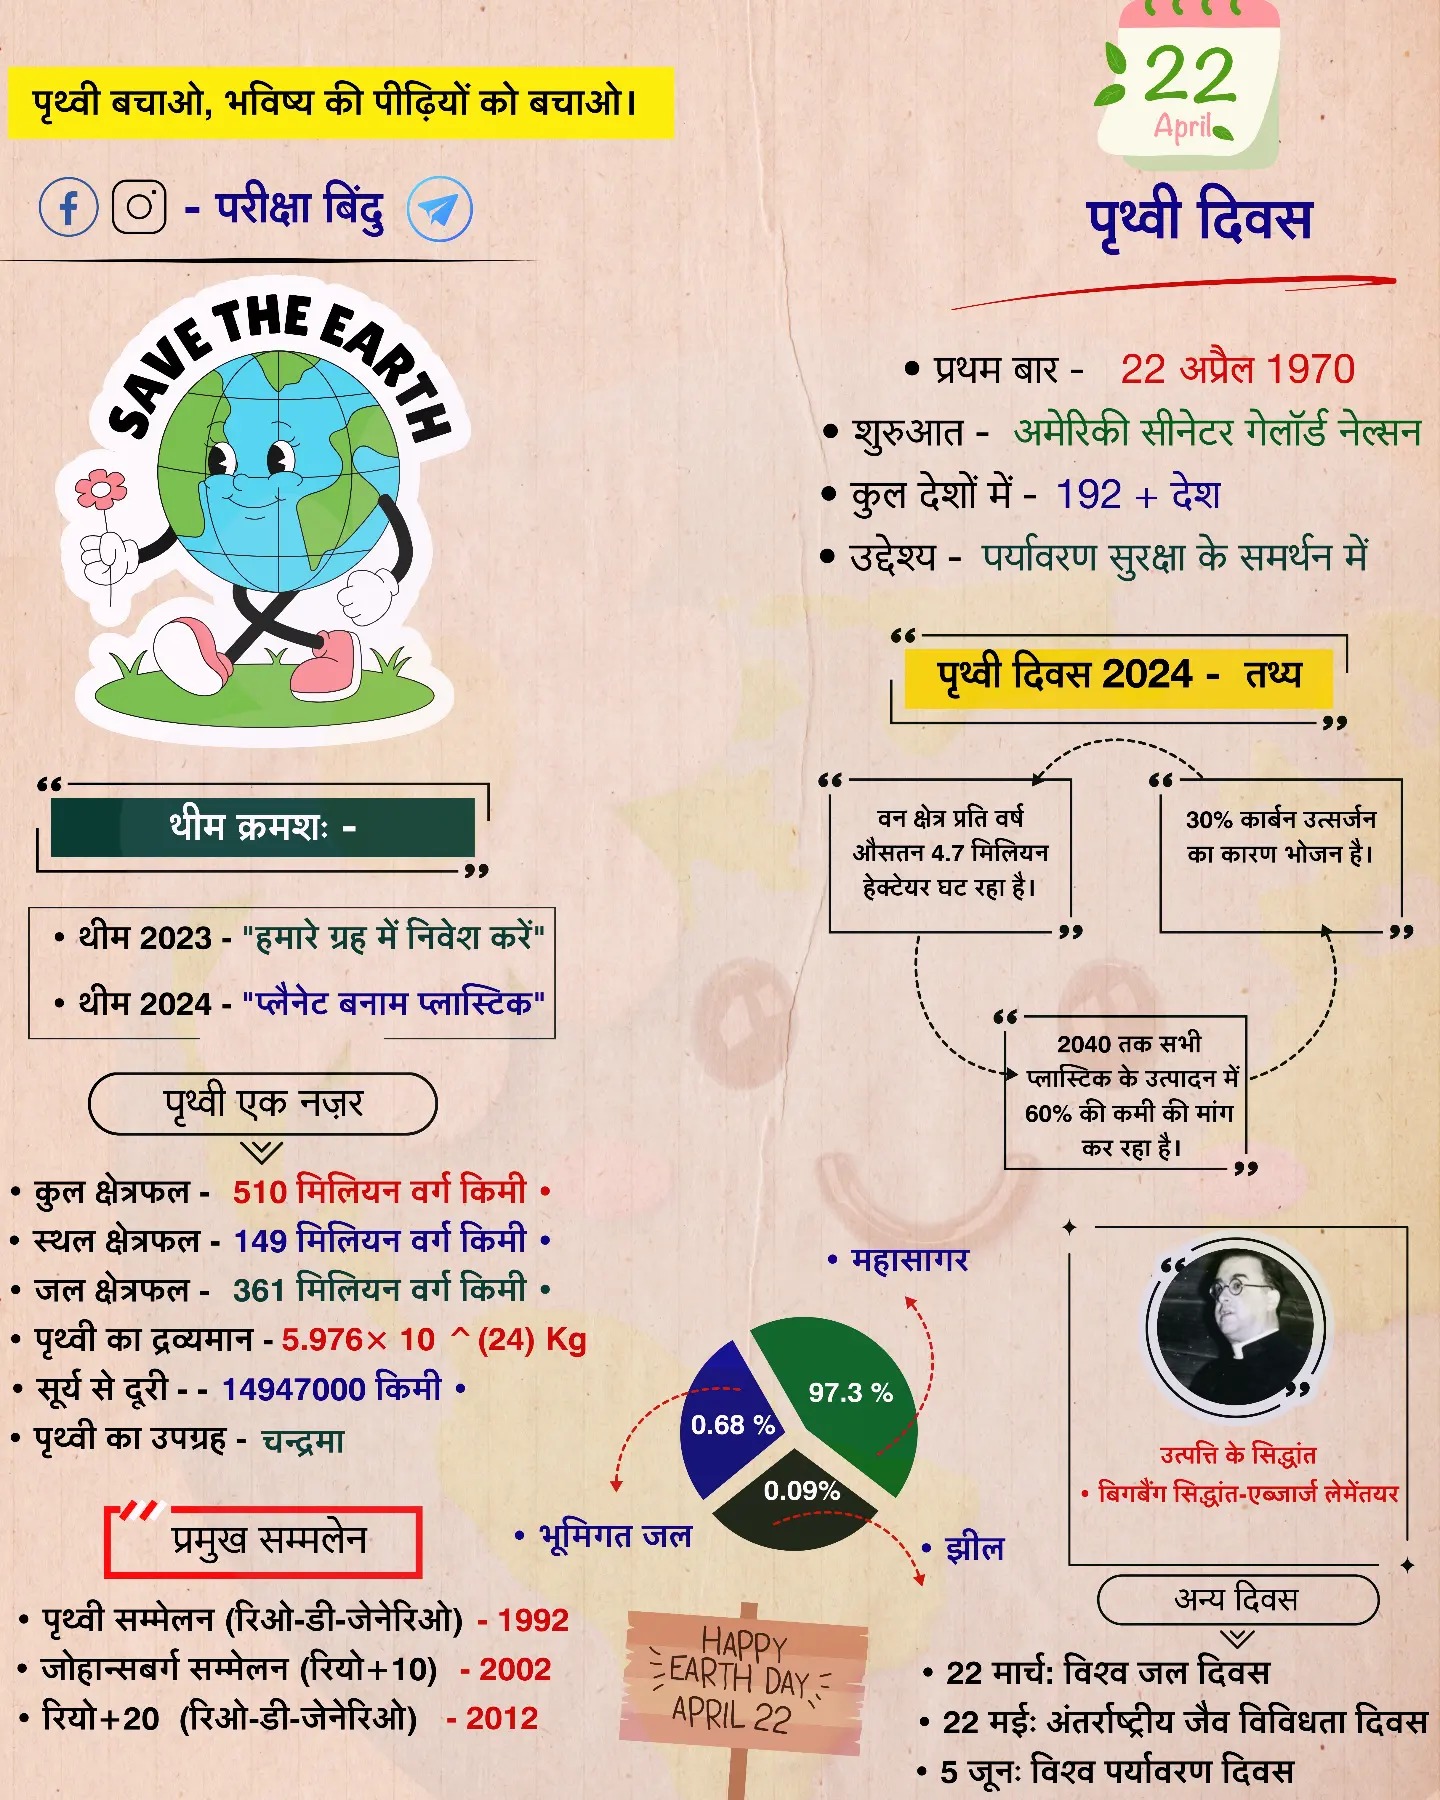 पृथ्वी बचाओ, भविष्य की पीढ़ियों को बचाओ।
- परीक्षा बिंदु
SAVE THE EARTH
22
April
पृथ्वी दिवस
• प्रथम बार - 22 अप्रैल 1970
• शुरुआत - अमेरिकी सीनेटर गेलॉर्ड नेल्सन
• कुल देशों में - 192 + देश
• उद्देश्य - पर्यावरण सुरक्षा के समर्थन में
पृथ्वी दिवस 2024 - तथ्य
वन क्षेत्र प्रति वर्ष
औसतन 4.7 मिलियन
हेक्टेयर घट रहा है।
30% कार्बन उत्सर्जन
का कारण भोजन है।
2040 तक सभी
प्लास्टिक के उत्पादन में
60% की कमी की मांग
कर रहा है।
थीम क्रमशः -
• थीम 2023 - "हमारे ग्रह में निवेश करें"
• थीम 2024 - "प्लैनेट बनाम प्लास्टिक"
पृथ्वी एक नज़र
• कुल क्षेत्रफल - 510 मिलियन वर्ग किमी •
• स्थल क्षेत्रफल - 149 मिलियन वर्ग किमी •
• जल क्षेत्रफल - 361 मिलियन वर्ग किमी •
• पृथ्वी का द्रव्यमान - 5.976× 10 ^ (24) Kg
• सूर्य से दूरी - - 14947000 किमी •
• पृथ्वी का उपग्रह - चन्द्रमा
प्रमुख सम्मलेन
• पृथ्वी सम्मेलन (रिओ-डी-जेनेरिओ) - 1992
• जोहान्सबर्ग सम्मेलन (रियो+10) - 2002
• रियो+20 (रिओ-डी-जेनेरिओ) - 2012
• महासागर
97.3 %
0.68 %
0.09%
• भूमिगत जल
• झील
HAPPY
EARTH DAY
APRIL 22
उत्पत्ति के सिद्धांत
• बिगबैंग सिद्धांत-एब्जार्ज लेमेंतयर
अन्य दिवस
• 22 मार्च: विश्व जल दिवस
• 22 मईः अंतर्राष्ट्रीय जैव विविधता दिवस
• 5 जूनः विश्व पर्यावरण दिवस